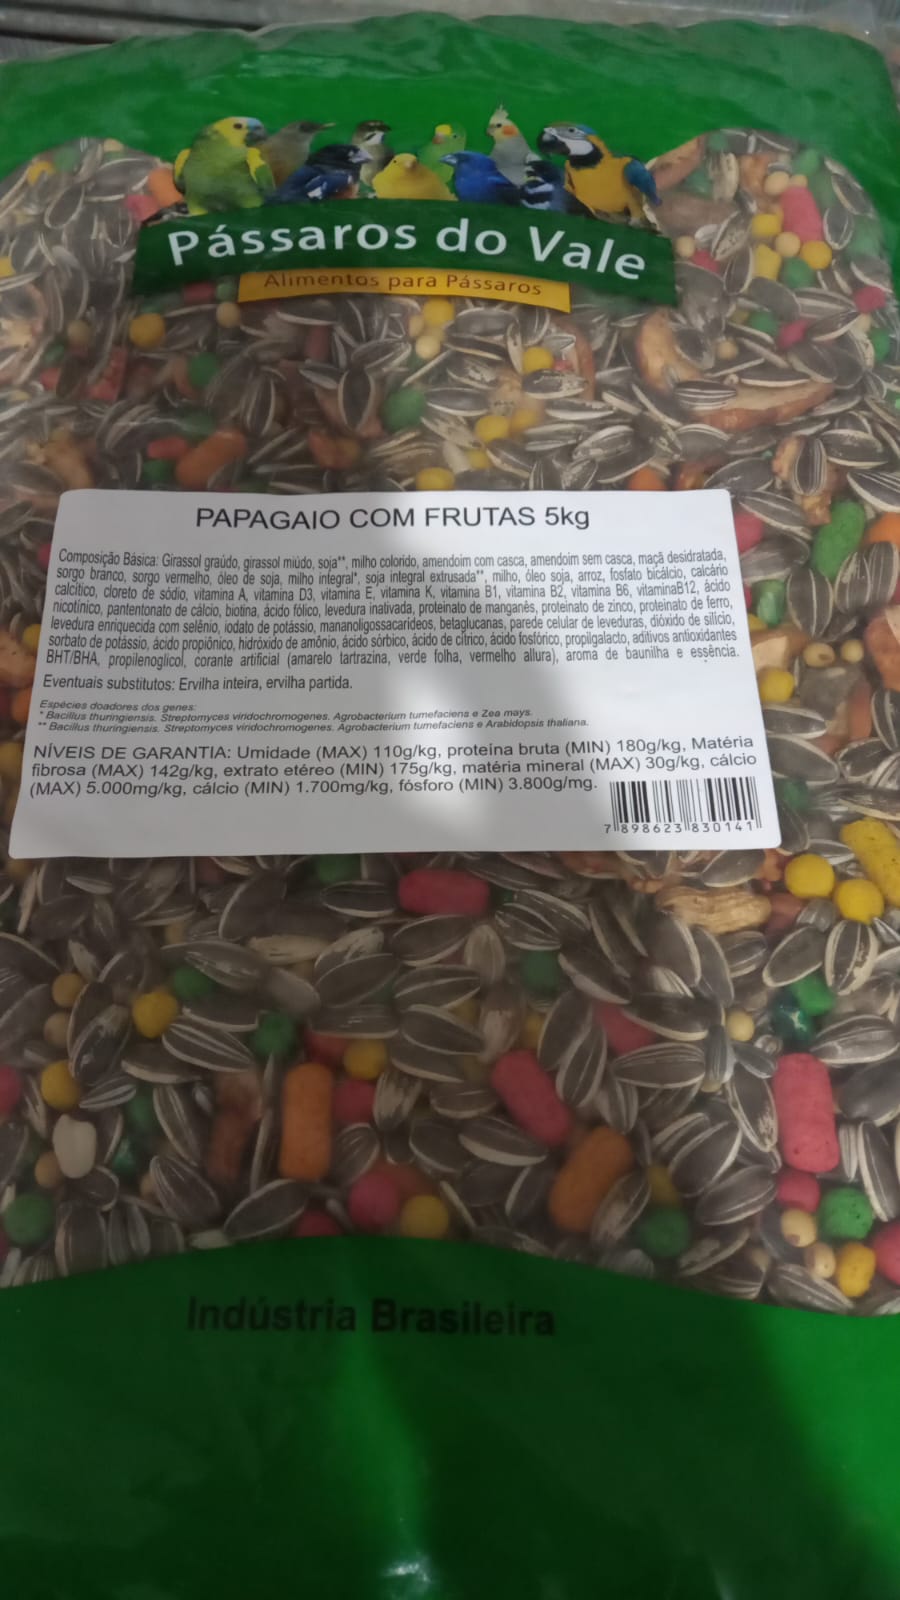 Pássaros do Vale
Alimentos para Pássaros
PAPAGAIO COM FRUTAS 5kg
Composição Básica: Girassol graúdo, girassol miúdo, soja**, milho colorido, amendoim com casca, amendoim sem casca, maçã desidratada,
sorgo branco, sorgo vermelho, óleo de soja, milho integral*, soja integral extrusada**, milho, óleo soja, arroz, fosfato bicálcio, calcário
calcítico, cloreto de sódio, vitamina A, vitamina D3, vitamina E, vitamina K, vitamina B1, vitamina B2, vitamina B6, vitaminaB12, ácido
nicotínico, pantentonato de cálcio, biotina, ácido fólico, levedura inativada, proteinato de manganês, proteinato de zinco, proteinato de ferro,
levedura enriquecida com selênio, iodato de potássio, mananoligossacarídeos, betaglucanas, parede celular de leveduras, dióxido de silício,
sorbato de potássio, ácido propiônico, hidróxido de amônio, ácido sórbico, ácido de cítrico, ácido fosfórico, propilgalacto, aditivos antioxidantes
BHT/BHA, propilenoglicol, corante artificial (amarelo tartrazina, verde folha, vermelho allura), aroma de baunilha e essência.
Eventuais substitutos: Ervilha inteira, ervilha partida.
Espécies doadores dos genes:
* Bacillus thuringiensis. Streptomyces viridochromogenes. Agrobacterium tumefaciens e Zea mays.
** Bacillus thuringiensis. Streptomyces viridochromogenes. Agrobacterium tumefaciens e Arabidopsis thaliana.
NÍVEIS DE GARANTIA: Umidade (MAX) 110g/kg, proteína bruta (MIN) 180g/kg, Matéria
fibrosa (MAX) 142g/kg, extrato etéreo (MIN) 175g/kg, matéria mineral (MAX) 30g/kg, cálcio
(MAX) 5.000mg/kg, cálcio (MIN) 1.700mg/kg, fósforo (MIN) 3.800g/mg.
7 898623 830141
Indústria Brasileira